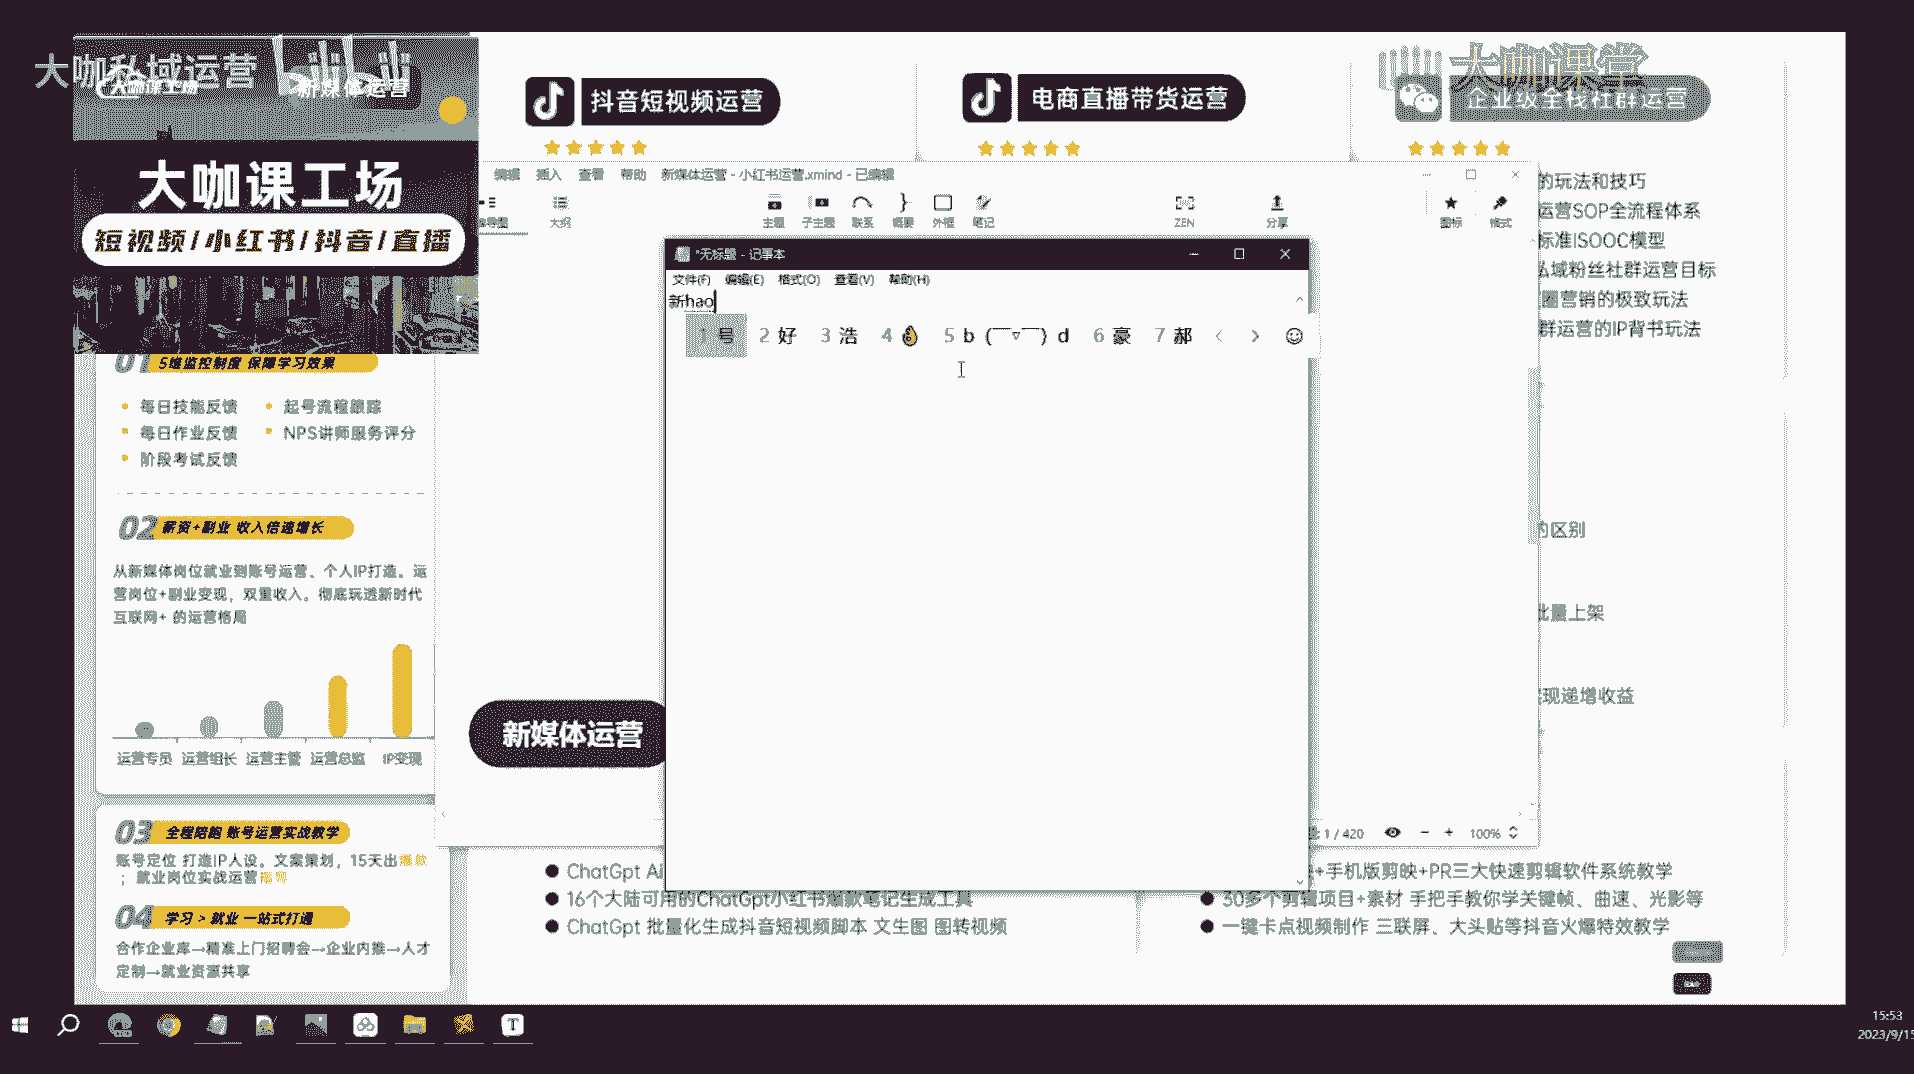 大咖私域运营
大咖课工场
新媒体运营
大咖课堂
大咖课工场
短视频/小红书/抖音/直播
抖音短视频运营
电商直播带货运营
企业级全栈社群运营
编辑 插入 查看 帮助 新媒体运营 - 小红书运营.xmind - 已编辑
大纲 主题 子主题 联系 概要 外框 笔记 ZEN 分享 图标 格式
*无标题 - 记事本
文件(F) 编辑(E) 格式(O) 查看(V) 帮助(H)
新hao
1 号 2 好 3 浩 4 5 b (￣▽￣) d 6 豪 7 郝
的玩法和技巧
运营SOP全流程体系
标准ISOOC模型
私域粉丝社群运营目标
圈营销的极致玩法
群运营的IP背书玩法
的区别
批量上架
现递增收益
01 5维监控制度 保障学习效果
每日技能反馈 起号流程跟踪
每日作业反馈 NPS讲师服务评分
阶段考试反馈
02 薪资+副业 收入倍速增长
从新媒体岗位就业到账号运营、个人IP打造。运
营岗位+副业变现，双重收入。彻底玩透新时代
互联网+ 的运营格局
运营专员 运营组长 运营主管 运营总监 IP变现
新媒体运营
03 全程陪跑 账号运营实战教学
账号定位 打造IP人设。文案策划，15天出爆款
；就业岗位实战运营
04 学习 > 就业 一站式打通
合作企业库→精准上门招聘会→企业内推→人才
定制→就业资源共享
1 / 420 100%
ChatGpt Ai
16个大陆可用的ChatGpt小红书爆款笔记生成工具
ChatGpt 批量化生成抖音短视频脚本 文生图 图转视频
+手机版剪映+PR三大快速剪辑软件系统教学
30多个剪辑项目+素材 手把手教你学关键帧、曲速、光影等
一键卡点视频制作 三联屏、大头贴等抖音火爆特效教学
15:53
2023/9/15